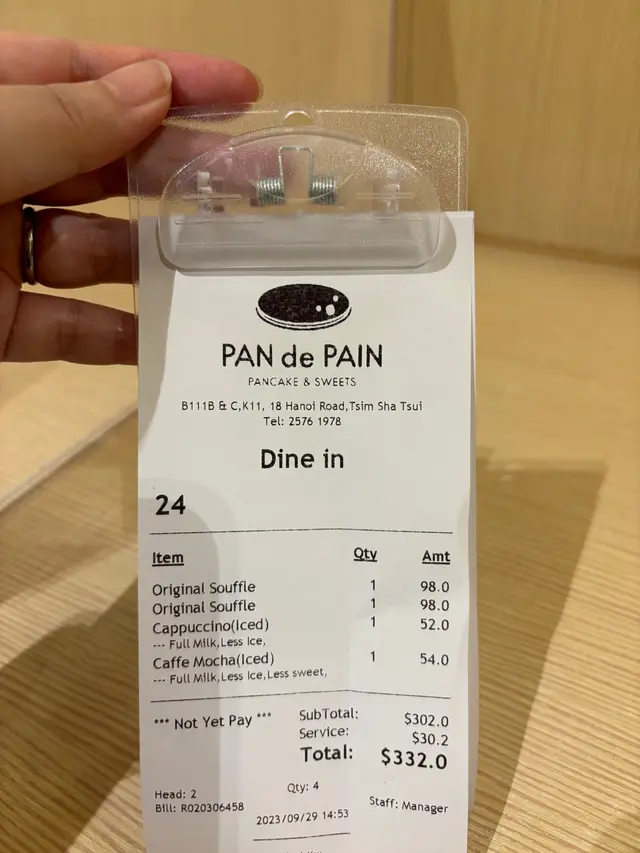 PAN de PAIN
PANCAKE & SWEETS
B111B & C,K11, 18 Hanoi Road,Tsim Sha Tsui
Tel: 2576 1978
Dine in
24
Item Qty Amt
Original Souffle 1 98.0
Original Souffle 1 98.0
Cappuccino(Iced) 1 52.0
--- Full Milk,Less Ice,
Caffe Mocha(Iced) 1 54.0
--- Full Milk,Less Ice,Less sweet,
*** Not Yet Pay *** SubTotal: $302.0
Service: $30.2
Total: $332.0
Head: 2 Qty: 4 Staff: Manager
Bill: R020306458
2023/09/29 14:53